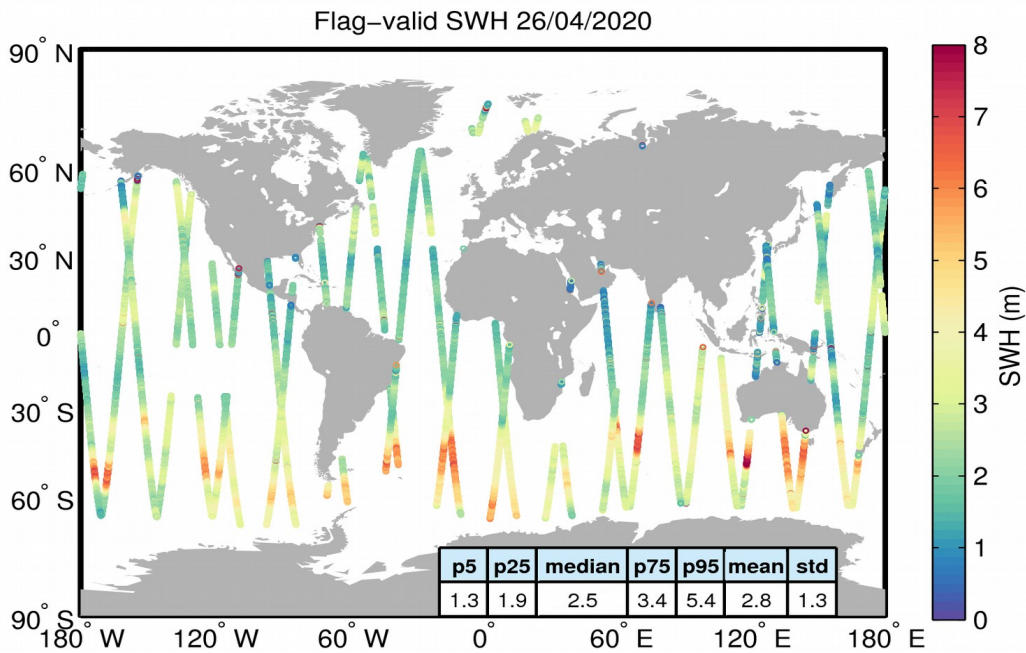 Flag−valid SWH 26/04/2020
90° N
60° N
30° N
0°
30° S
60° S
90° S
180° W
120° W
60° W
0°
60° E
120° E
180° E
p5 p25 median p75 p95 mean std
1.3 1.9 2.5 3.4 5.4 2.8 1.3
8
7
6
5
4
3
2
1
0
SWH (m)